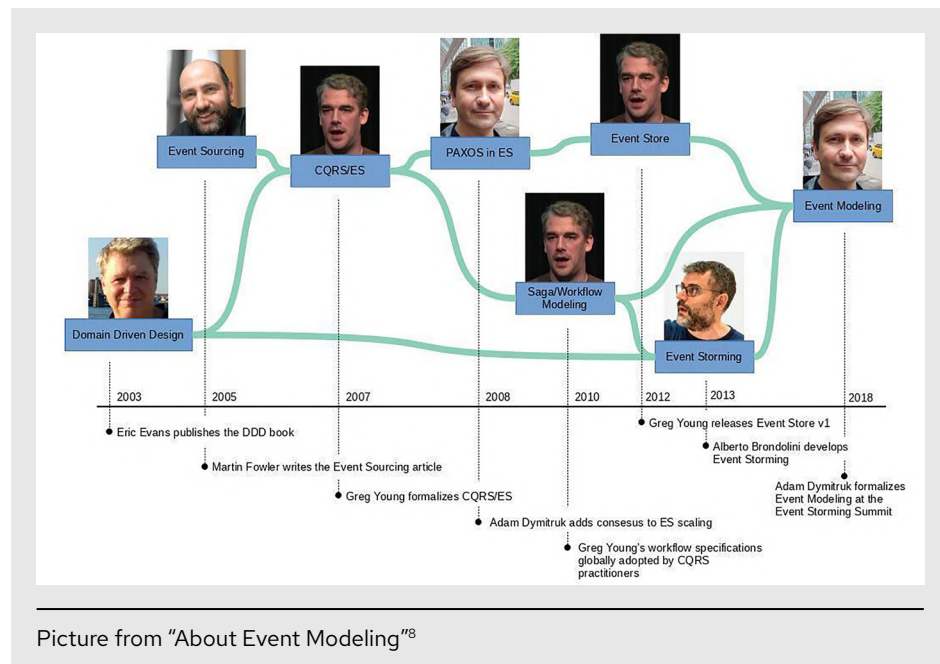 Event Sourcing
CQRS/ES
PAXOS in ES
Event Store
Event Modeling
Saga/Workflow
Modeling
Domain Driven Design
Event Storming
2003
2005
2007
2008
2010
2012
2013
2018
Eric Evans publishes the DDD book
Martin Fowler writes the Event Sourcing article
Greg Young formalizes CQRS/ES
Adam Dymitruk adds consesus to ES scaling
Greg Young's workflow specifications
globally adopted by CQRS
practitioners
Greg Young releases Event Store v1
Alberto Brondolini develops
Event Storming
Adam Dymitruk formalizes
Event Modeling at the
Event Storming Summit
Picture from “About Event Modeling”⁸